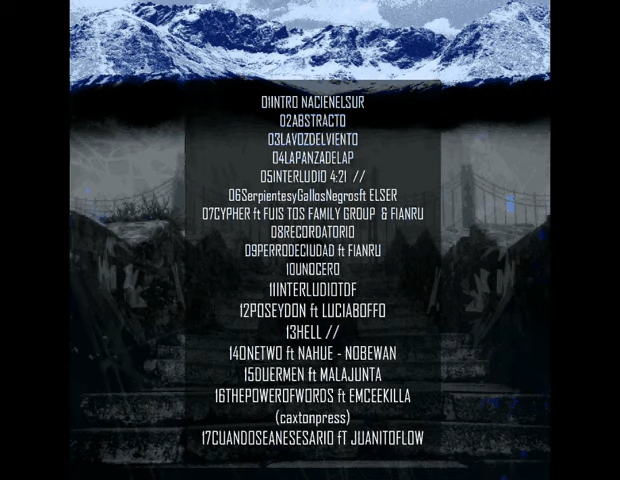 01INTRO NACIENELSUR
02ABSTRACTO
03LAVOZDELVIENTO
04LAPANZADELAP
05INTERLUDIO 4:21 //
06SerpientesyGallosNegrosft ELSER
07CYPHER ft FUIS TOS FAMILY GROUP & FIANRU
08RECORDATORIO
09PERRODECIUDAD ft FIANRU
10UNOCERO
11INTERLUDIOTDF
12POSEYDON ft LUCIABOFFO
13HELL //
14ONETWO ft NAHUE - NOBEWAN
15DUERMEN ft MALAJUNTA
16THEPOWEROFWORDS ft EMCEEKILLA
(caxtonpress)
17CUANDOSEANESESARIO fT JUANITOFLOW